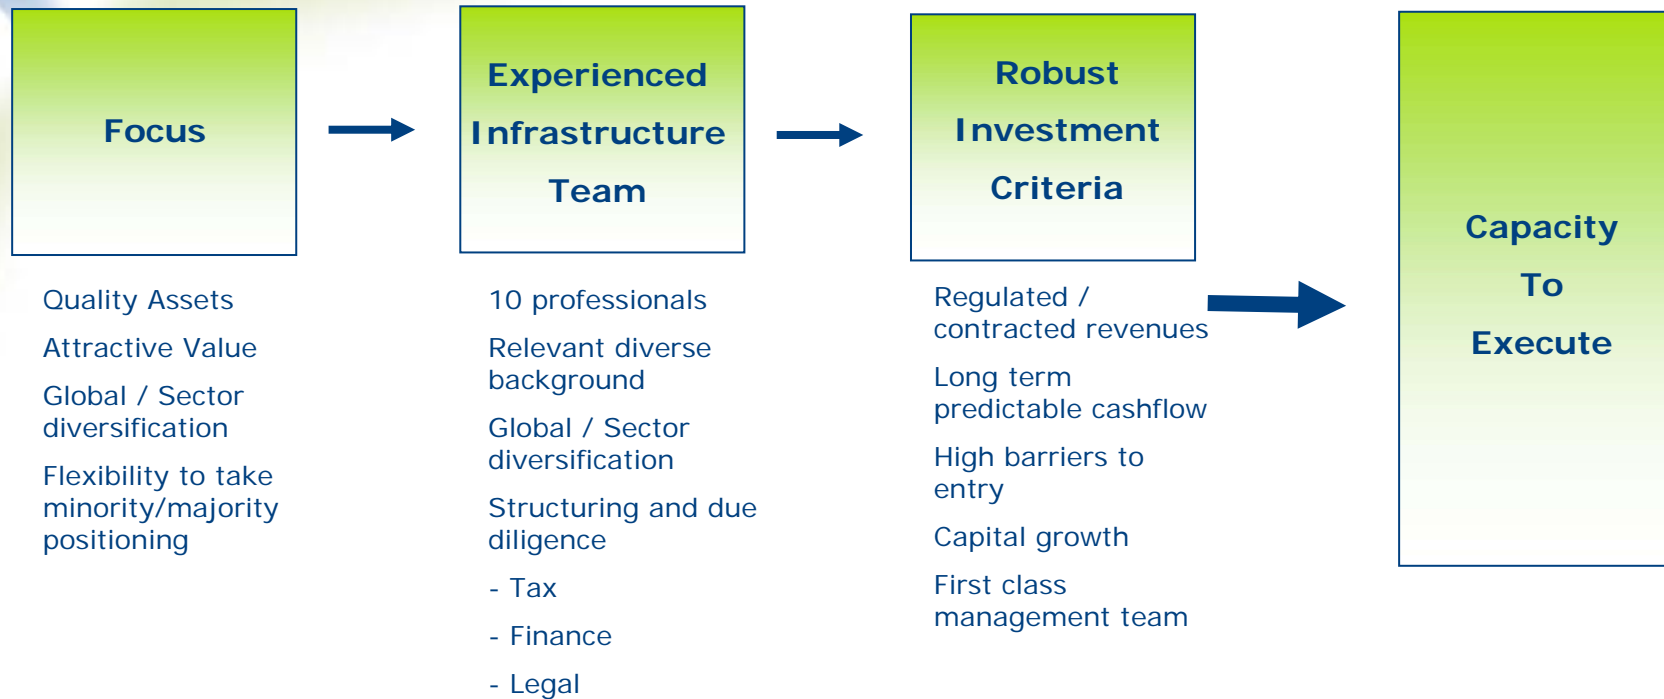 Focus
Quality Assets
Attractive Value
Global / Sector
diversification
Flexibility to take
minority/majority
positioning
Experienced
Infrastructure
Team
10 professionals
Relevant diverse
background
Global / Sector
diversification
Structuring and due
diligence
- Tax
- Finance
- Legal
Robust
Investment
Criteria
Regulated /
contracted revenues
Long term
predictable cashflow
High barriers to
entry
Capital growth
First class
management team
Capacity
To
Execute